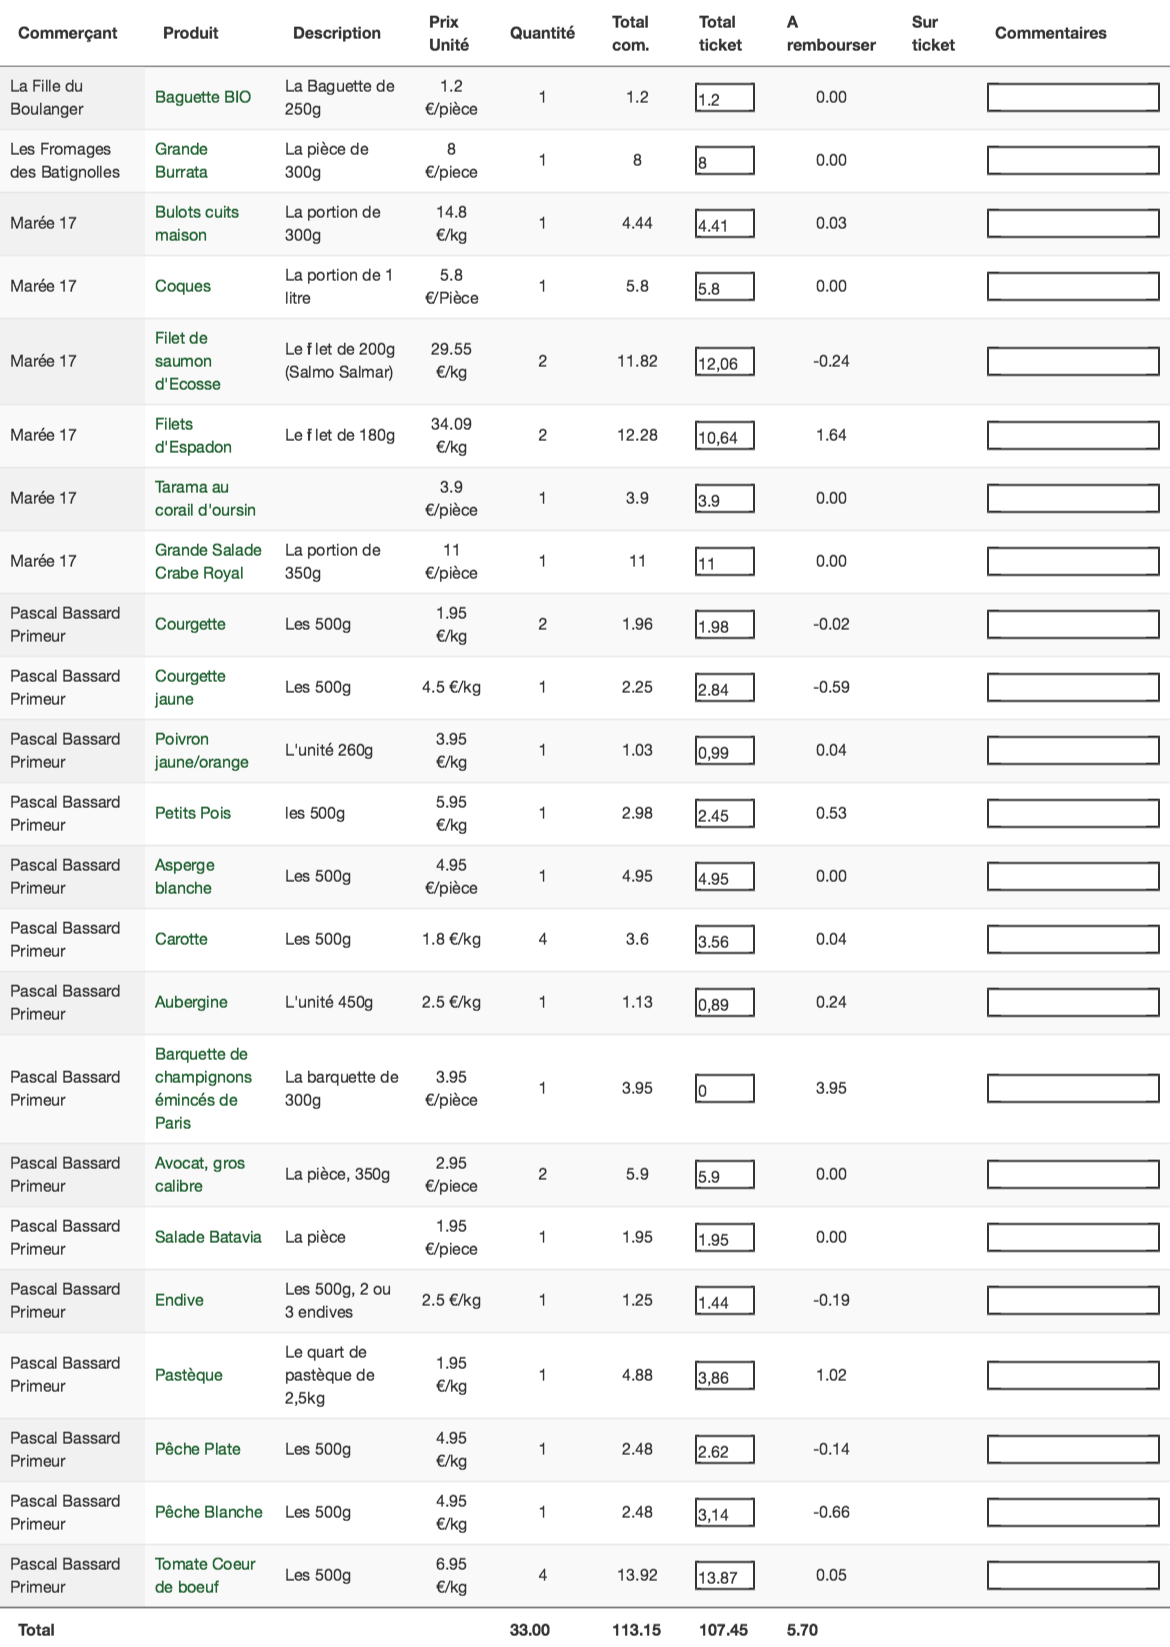 Commerçant Produit Description Prix Unité Quantité Total com. Total ticket A rembourser Sur ticket Commentaires
La Fille du Boulanger Baguette BIO La Baguette de 250g 1.2 €/pièce 1 1.2 1.2 0.00
Les Fromages des Batignolles Grande Burrata La pièce de 300g 8 €/piece 1 8 8 0.00
Marée 17 Bulots cuits maison La portion de 300g 14.8 €/kg 1 4.44 4.41 0.03
Marée 17 Coques La portion de 1 litre 5.8 €/Pièce 1 5.8 5.8 0.00
Marée 17 Filet de saumon d'Ecosse Le flet de 200g (Salmo Salmar) 29.55 €/kg 2 11.82 12,06 -0.24
Marée 17 Filets d'Espadon Le flet de 180g 34.09 €/kg 2 12.28 10,64 1.64
Marée 17 Tarama au corail d'oursin 3.9 €/pièce 1 3.9 3.9 0.00
Marée 17 Grande Salade Crabe Royal La portion de 350g 11 €/pièce 1 11 11 0.00
Pascal Bassard Primeur Courgette Les 500g 1.95 €/kg 2 1.96 1.98 -0.02
Pascal Bassard Primeur Courgette jaune Les 500g 4.5 €/kg 1 2.25 2.84 -0.59
Pascal Bassard Primeur Poivron jaune/orange L'unité 260g 3.95 €/kg 1 1.03 0,99 0.04
Pascal Bassard Primeur Petits Pois les 500g 5.95 €/kg 1 2.98 2.45 0.53
Pascal Bassard Primeur Asperge blanche Les 500g 4.95 €/pièce 1 4.95 4.95 0.00
Pascal Bassard Primeur Carotte Les 500g 1.8 €/kg 4 3.6 3.56 0.04
Pascal Bassard Primeur Aubergine L'unité 450g 2.5 €/kg 1 1.13 0,89 0.24
Pascal Bassard Primeur Barquette de champignons émincés de Paris La barquette de 300g 3.95 €/pièce 1 3.95 0 3.95
Pascal Bassard Primeur Avocat, gros calibre La pièce, 350g 2.95 €/piece 2 5.9 5.9 0.00
Pascal Bassard Primeur Salade Batavia La pièce 1.95 €/piece 1 1.95 1.95 0.00
Pascal Bassard Primeur Endive Les 500g, 2 ou 3 endives 2.5 €/kg 1 1.25 1.44 -0.19
Pascal Bassard Primeur Pastèque Le quart de pastèque de 2,5kg 1.95 €/kg 1 4.88 3,86 1.02
Pascal Bassard Primeur Pêche Plate Les 500g 4.95 €/kg 1 2.48 2.62 -0.14
Pascal Bassard Primeur Pêche Blanche Les 500g 4.95 €/kg 1 2.48 3,14 -0.66
Pascal Bassard Primeur Tomate Coeur de boeuf Les 500g 6.95 €/kg 4 13.92 13.87 0.05
Total 33.00 113.15 107.45 5.70